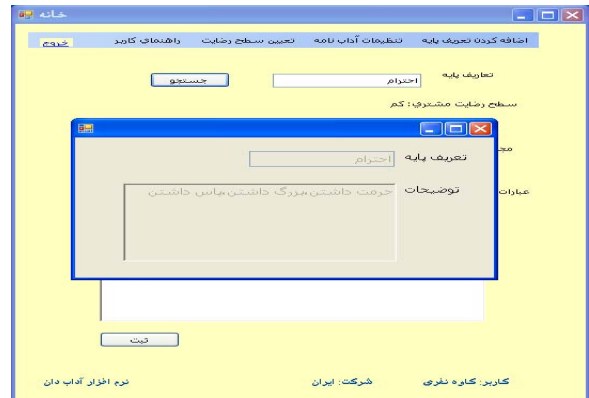 خانه
اضافه کردن تعریف پایه تنظیمات آداب نامه تعیین سطح رضایت راهنمای کاربر خروج
تعاریف پایه احترام جستجو
سطح رضایت مشتری: کم
تعریف پایه احترام
توضیحات حرمت داشتن،بزرگ داشتن،پاس داشتن
عبارات
ثبت
کاربر: کاوه نفری شرکت: ایران نرم افزار آداب دان